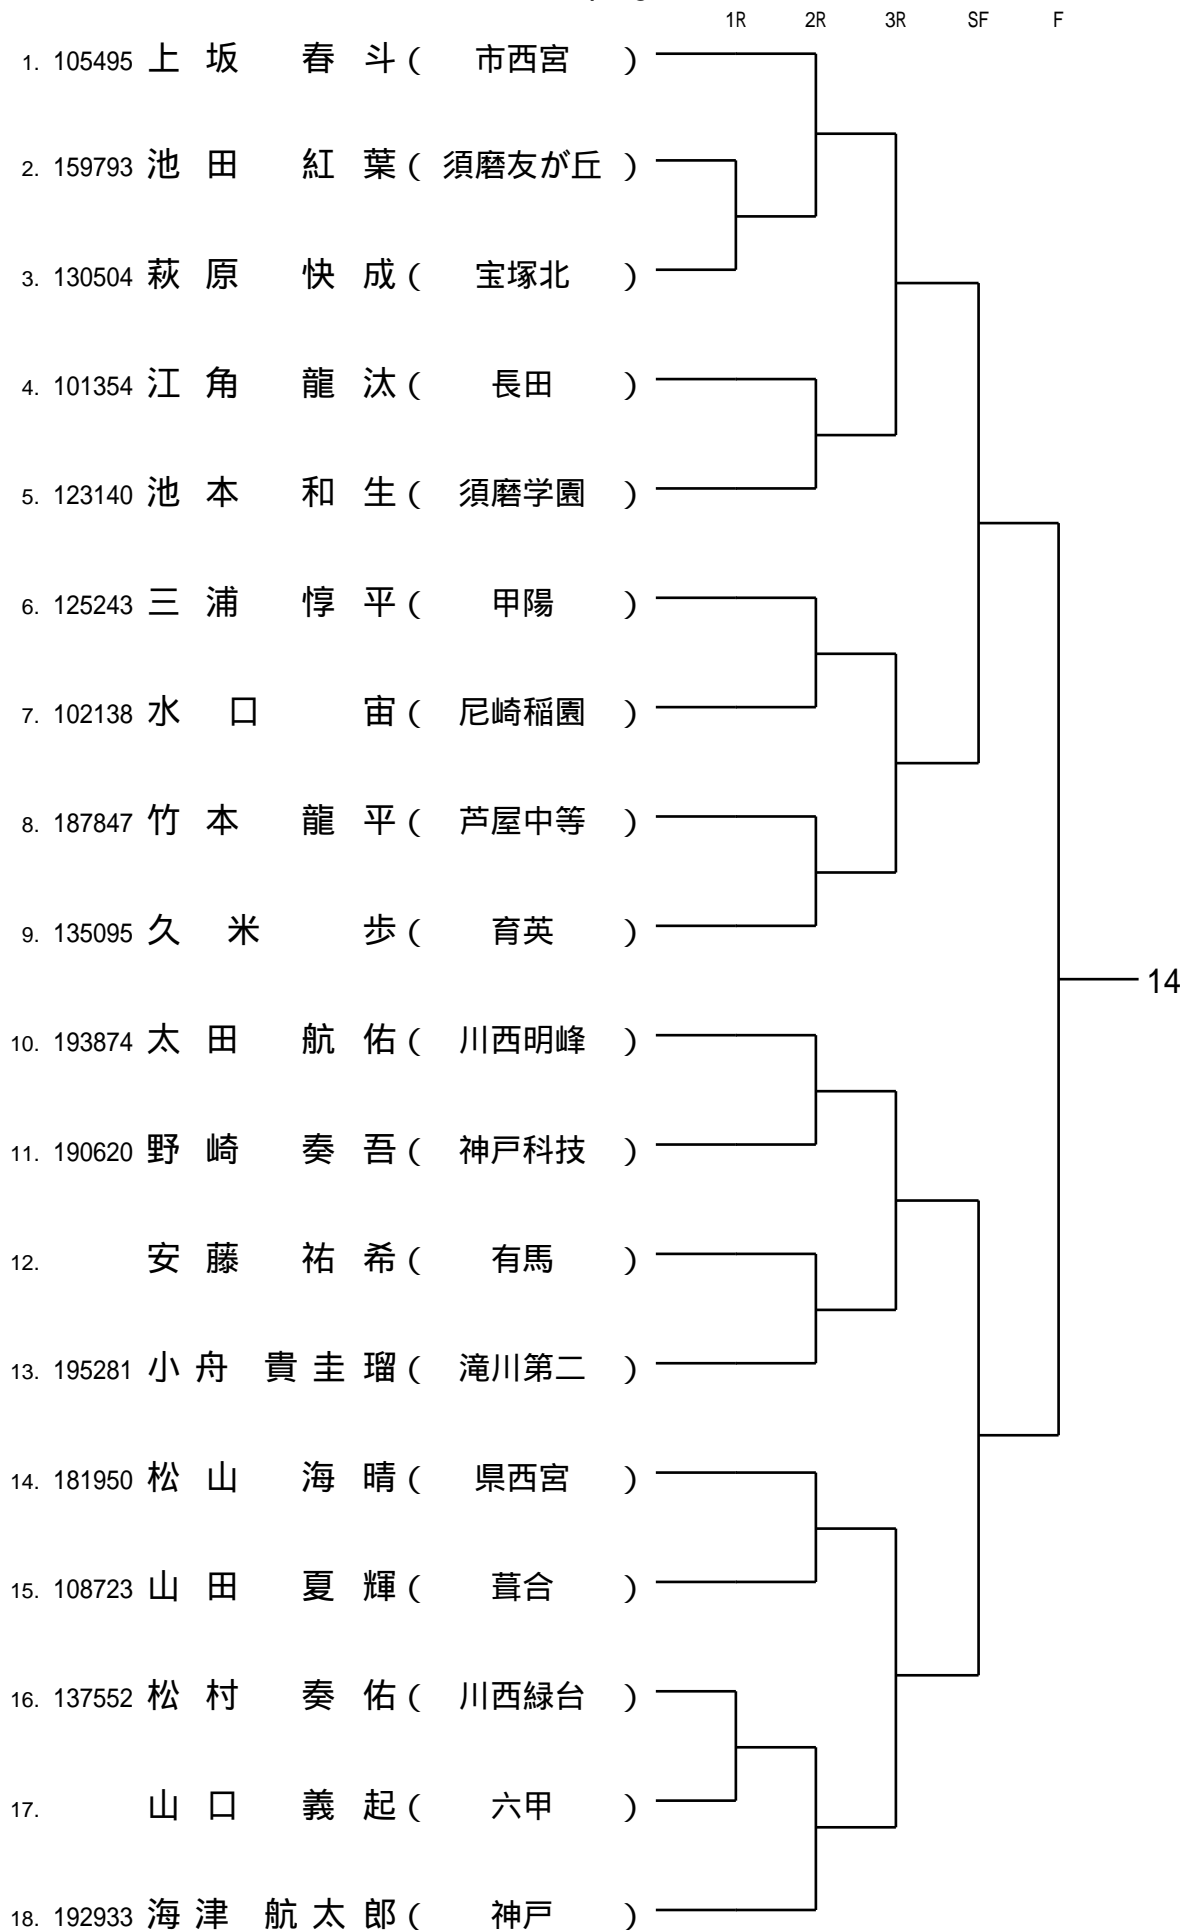 1R 2R 3R SF F
1. 105495 上坂 春斗 ( 市西宮 )
2. 159793 池田 紅葉 ( 須磨友が丘 )
3. 130504 萩原 快成 ( 宝塚北 )
4. 101354 江角 龍汰 ( 長田 )
5. 123140 池本 和生 ( 須磨学園 )
6. 125243 三浦 惇平 ( 甲陽 )
7. 102138 水口 宙 ( 尼崎稲園 )
8. 187847 竹本 龍平 ( 芦屋中等 )
9. 135095 久米 歩 ( 育英 )
14
10. 193874 太田 航佑 ( 川西明峰 )
11. 190620 野崎 奏吾 ( 神戸科技 )
12. 安藤 祐希 ( 有馬 )
13. 195281 小舟 貴圭瑠 ( 滝川第二 )
14. 181950 松山 海晴 ( 県西宮 )
15. 108723 山田 夏輝 ( 葺合 )
16. 137552 松村 奏佑 ( 川西緑台 )
17. 山口 義起 ( 六甲 )
18. 192933 海津 航太郎 ( 神戸 )